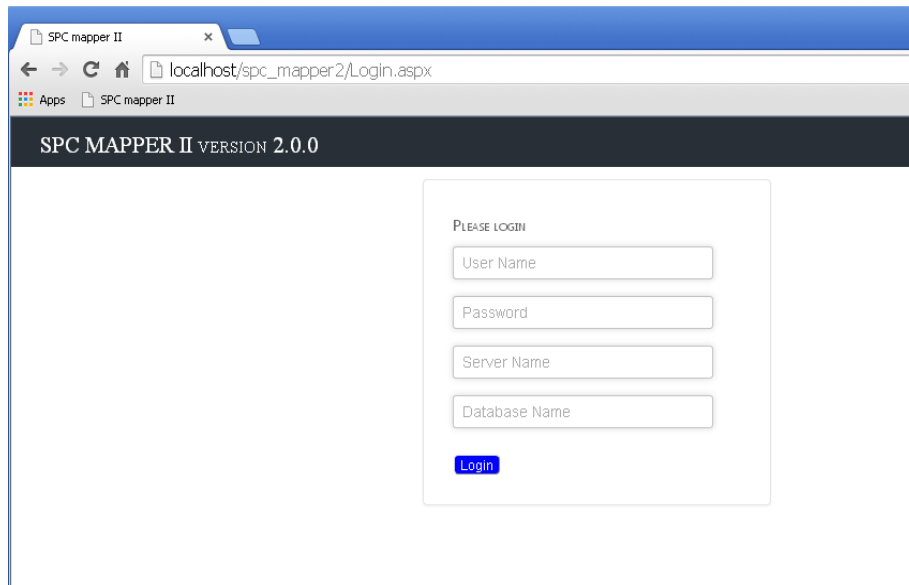 SPC mapper II
localhost/spc_mapper2/Login.aspx
Apps SPC mapper II
SPC MAPPER II VERSION 2.0.0
PLEASE LOGIN
User Name
Password
Server Name
Database Name
Login